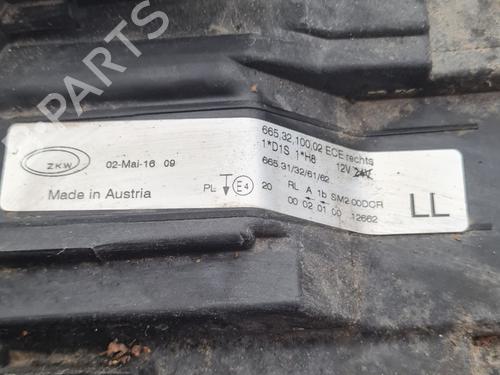 ZKW
02-Mai-16 09
Made in Austria
665.32.100.02 ECE rechts
1*D1S 1*H8 12V 24V
665.31/32/61/62
PL E4 20 RL A 1b SM2.00DCR
00 02 01 00 12662
LL
B-PARTS